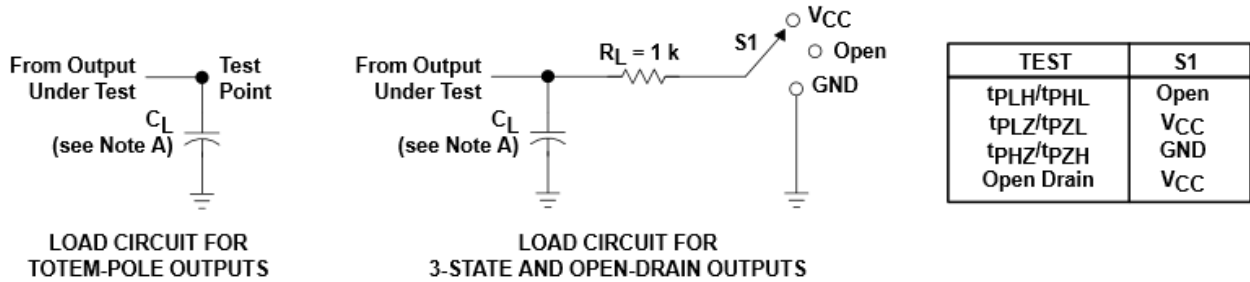 From Output
Under Test
Test
Point
CL
(see Note A)
LOAD CIRCUIT FOR
TOTEM-POLE OUTPUTS
From Output
Under Test
RL = 1 k
S1
VCC
Open
GND
CL
(see Note A)
LOAD CIRCUIT FOR
3-STATE AND OPEN-DRAIN OUTPUTS
TEST S1
tPLH/tPHL Open
tPLZ/tPZL VCC
tPHZ/tPZH GND
Open Drain VCC